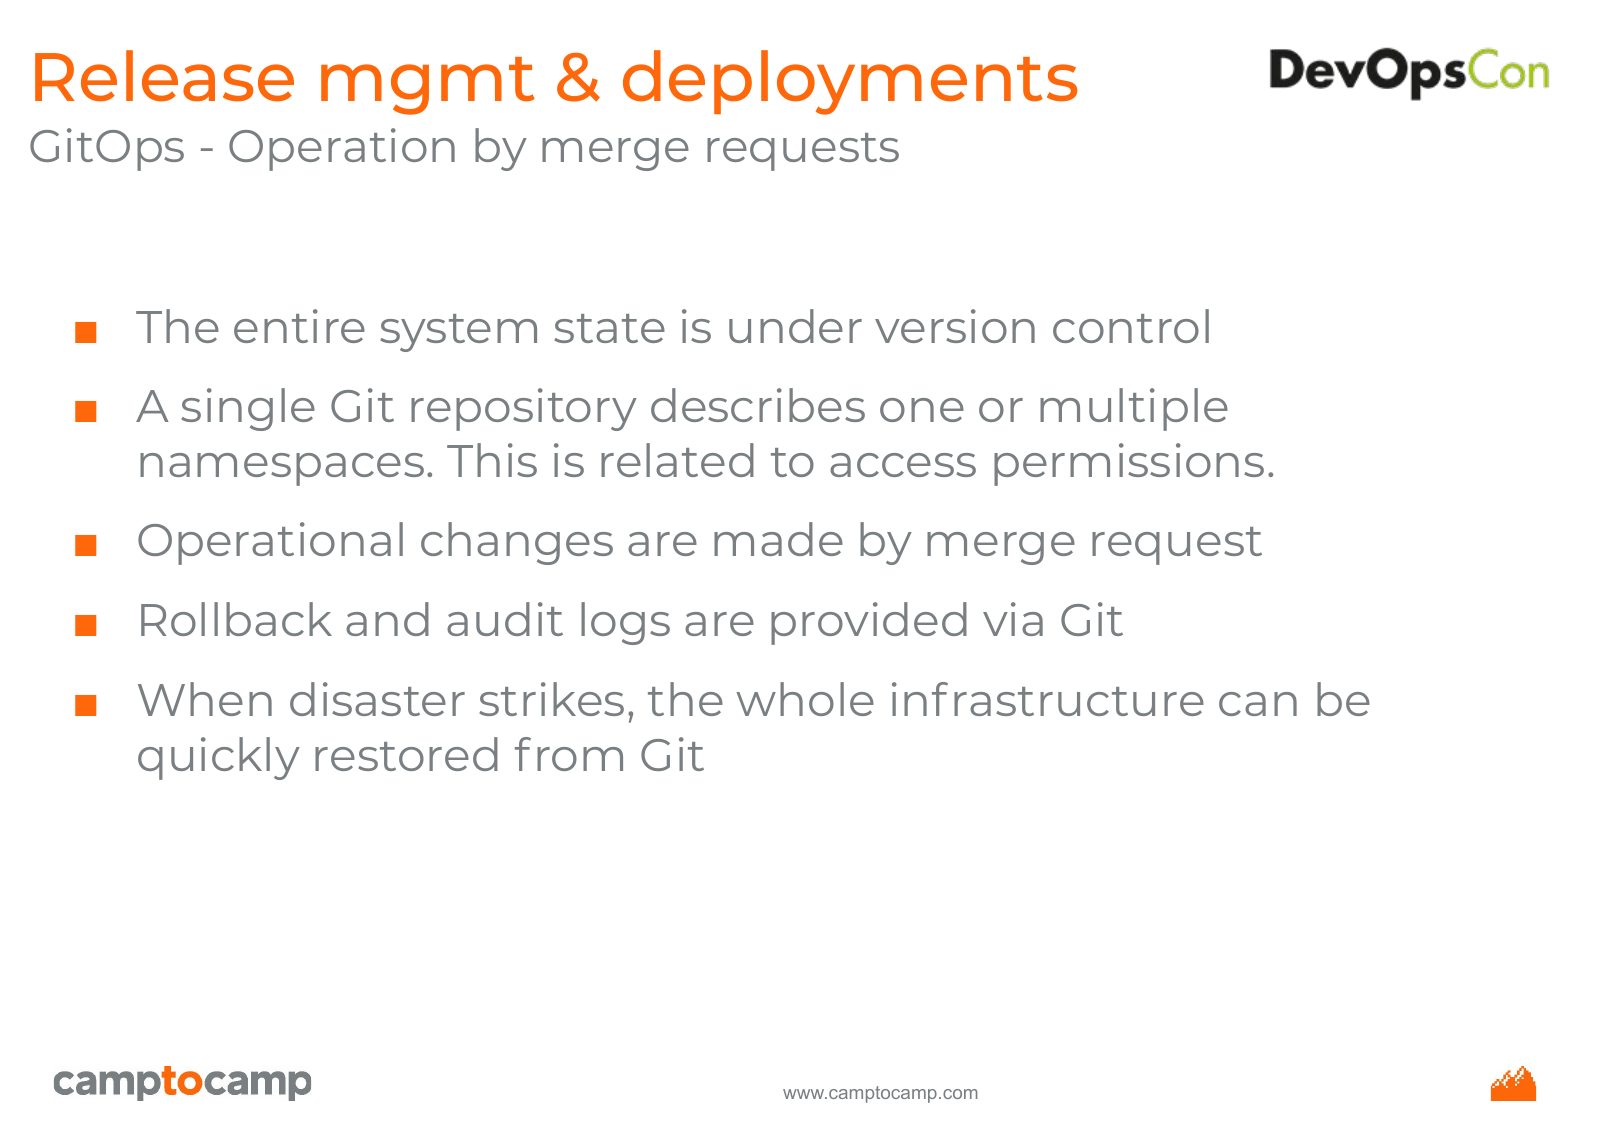 Release mgmt & deployments
DevOpsCon
GitOps - Operation by merge requests
■ The entire system state is under version control
■ A single Git repository describes one or multiple
namespaces. This is related to access permissions.
■ Operational changes are made by merge request
■ Rollback and audit logs are provided via Git
■ When disaster strikes, the whole infrastructure can be
quickly restored from Git
camptocamp
www.camptocamp.com